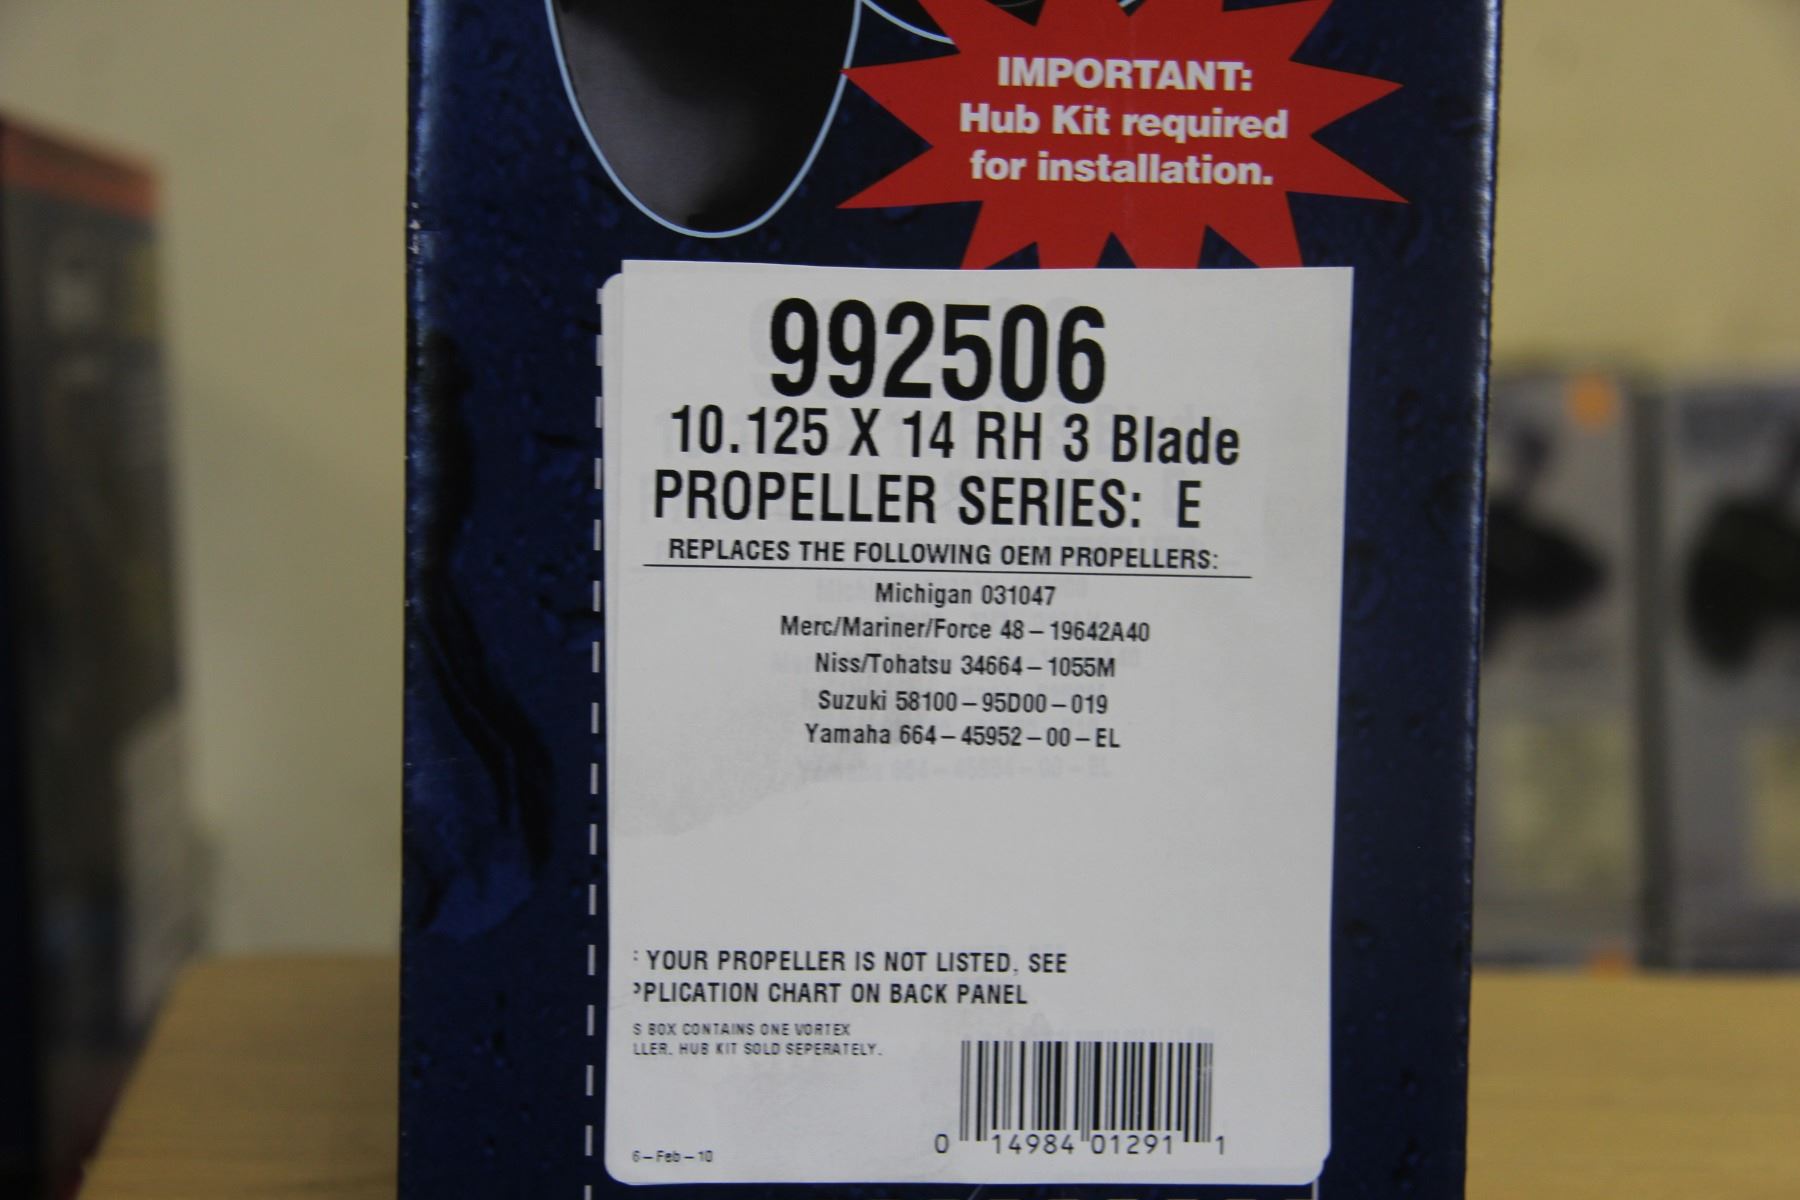 IMPORTANT:
Hub Kit required
for installation.
992506
10.125 X 14 RH 3 Blade
PROPELLER SERIES: E
REPLACES THE FOLLOWING OEM PROPELLERS:
Michigan 031047
Merc/Mariner/Force 48-19642A40
Niss/Tohatsu 34664-1055M
Suzuki 58100-95D00-019
Yamaha 664-45952-00-EL
: YOUR PROPELLER IS NOT LISTED, SEE
PPLICATION CHART ON BACK PANEL
S BOX CONTAINS ONE VORTEX
LLER. HUB KIT SOLD SEPERATELY.
0 14984 01291 1
6-Feb-10